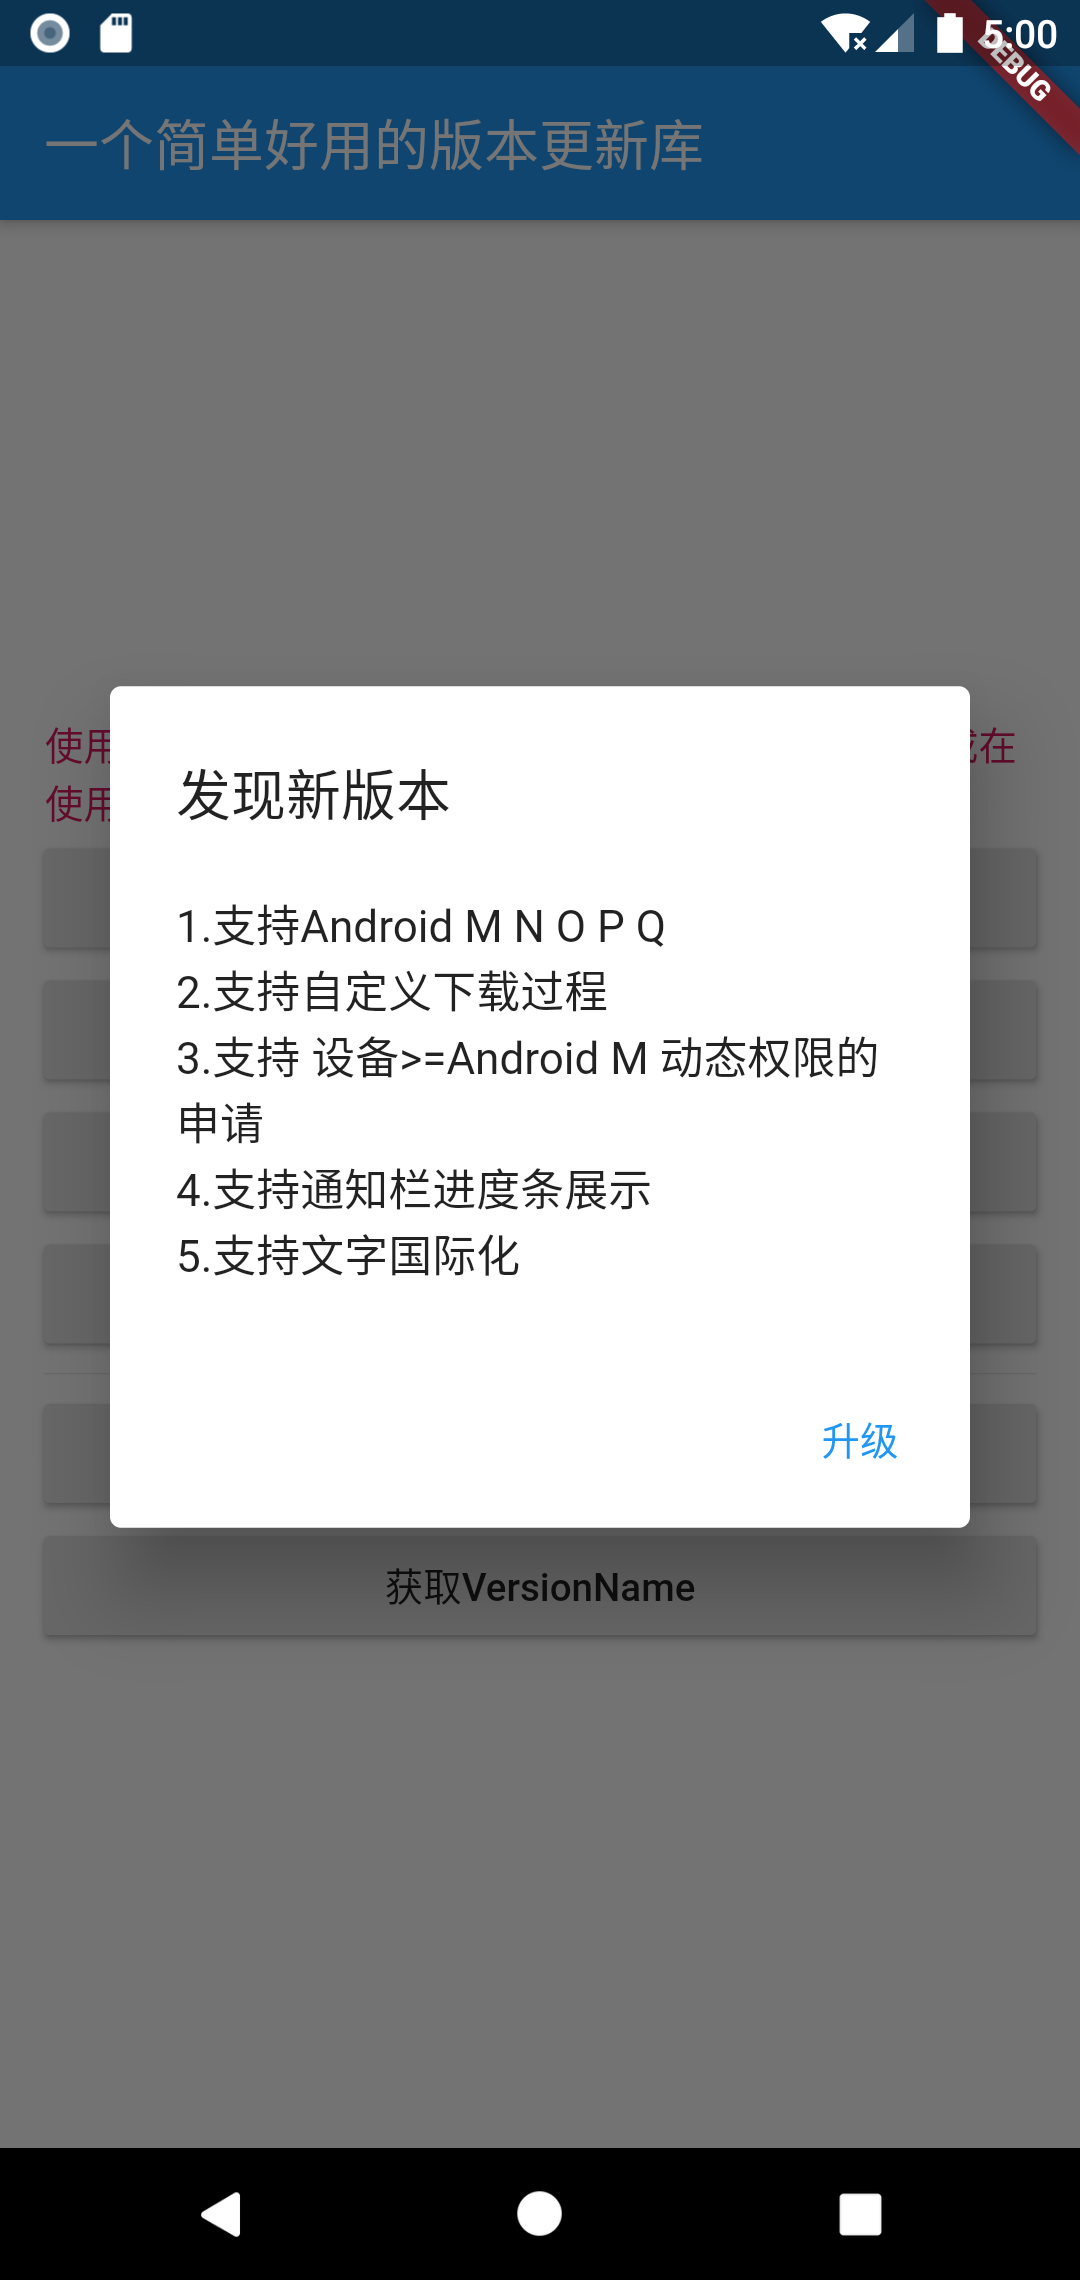 5:00
DEBUG
一个简单好用的版本更新库
使用
在
使用
发现新版本
1.支持Android M N O P Q
2.支持自定义下载过程
3.支持 设备>=Android M 动态权限的
申请
4.支持通知栏进度条展示
5.支持文字国际化
升级
获取VersionName